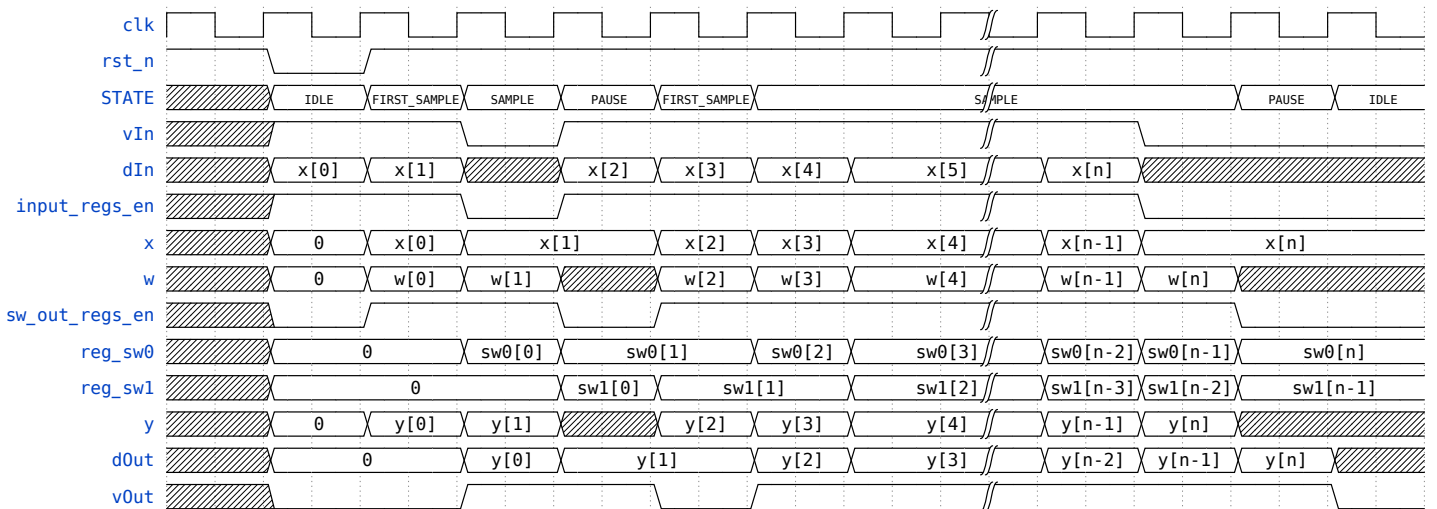 clk
rst_n
STATE IDLE FIRST_SAMPLE SAMPLE PAUSE FIRST_SAMPLE SAMPLE PAUSE IDLE
vIn
dIn x[0] x[1] x[2] x[3] x[4] x[5] x[n]
input_regs_en
x 0 x[0] x[1] x[2] x[3] x[4] x[n-1] x[n]
w 0 w[0] w[1] w[2] w[3] w[4] w[n-1] w[n]
sw_out_regs_en
reg_sw0 0 sw0[0] sw0[1] sw0[2] sw0[3] sw0[n-2] sw0[n-1] sw0[n]
reg_sw1 0 sw1[0] sw1[1] sw1[2] sw1[n-3] sw1[n-2] sw1[n-1]
y 0 y[0] y[1] y[2] y[3] y[4] y[n-1] y[n]
dOut 0 y[0] y[1] y[2] y[3] y[n-2] y[n-1] y[n]
vOut